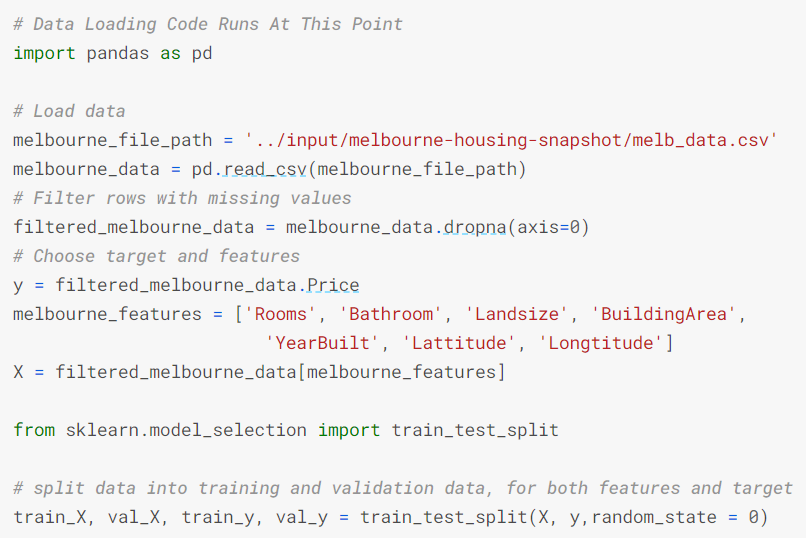 # Data Loading Code Runs At This Point
import pandas as pd
# Load data
melbourne_file_path = '../input/melbourne-housing-snapshot/melb_data.csv'
melbourne_data = pd.read_csv(melbourne_file_path)
# Filter rows with missing values
filtered_melbourne_data = melbourne_data.dropna(axis=0)
# Choose target and features
y = filtered_melbourne_data.Price
melbourne_features = ['Rooms', 'Bathroom', 'Landsize', 'BuildingArea',
                        'YearBuilt', 'Lattitude', 'Longtitude']
X = filtered_melbourne_data[melbourne_features]
from sklearn.model_selection import train_test_split
# split data into training and validation data, for both features and target
train_X, val_X, train_y, val_y = train_test_split(X, y,random_state = 0)